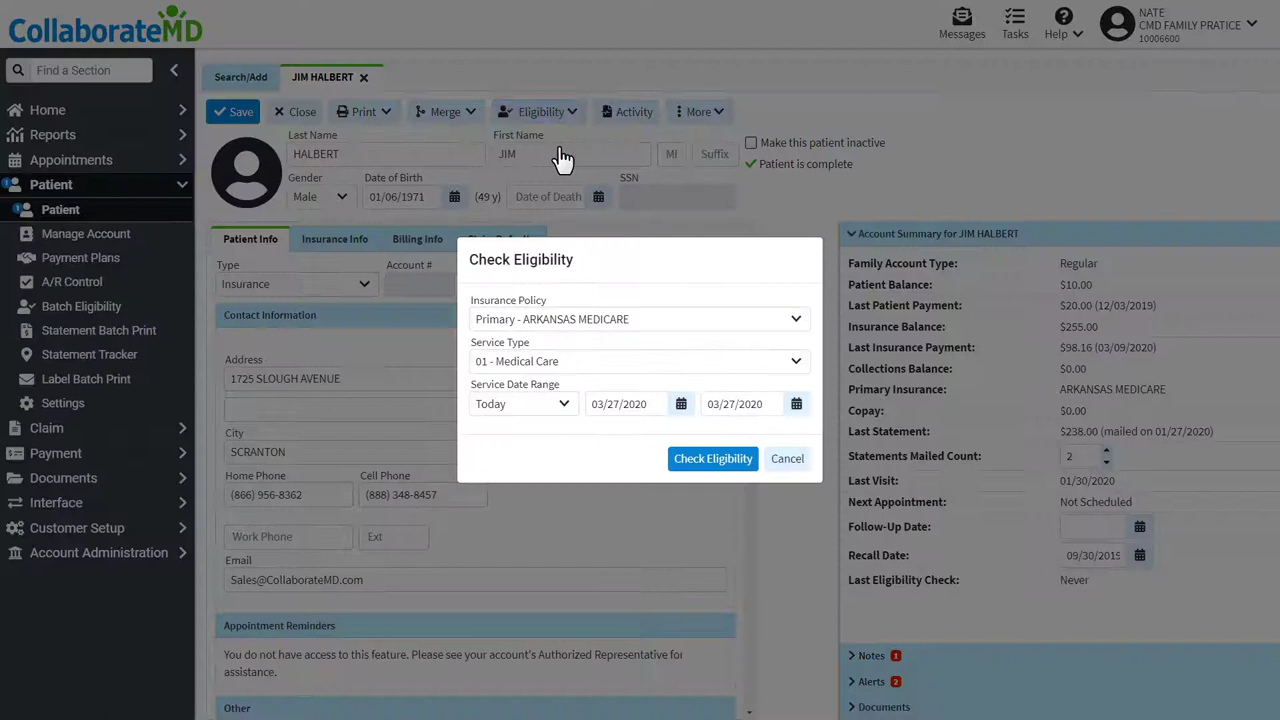 CollaborateMD
Messages
Tasks
Help
NATE
CMD FAMILY PRATICE
10006600
Find a Section
Home
Reports
Appointments
1 Patient
1 Patient
Manage Account
Payment Plans
A/R Control
Batch Eligibility
Statement Batch Print
Statement Tracker
Label Batch Print
Settings
Claim
Payment
Documents
Interface
Customer Setup
Account Administration
Search/Add
JIM HALBERT
Save
Close
Print
Merge
Eligibility
Activity
More
Last Name
First Name
HALBERT
JIM
MI
Suffix
Make this patient inactive
Patient is complete
Gender
Date of Birth
SSN
Male
01/06/1971
(49 y)
Date of Death
Patient Info
Insurance Info
Billing Info
Type
Account #
Insurance
Contact Information
Address
1725 SLOUGH AVENUE
City
SCRANTON
Home Phone
Cell Phone
(866) 956-8362
(888) 348-8457
Work Phone
Ext
Email
Sales@CollaborateMD.com
Appointment Reminders
You do not have access to this feature. Please see your account's Authorized Representative for
assistance.
Other
Check Eligibility
Insurance Policy
Primary - ARKANSAS MEDICARE
Service Type
01 - Medical Care
Service Date Range
Today
03/27/2020
03/27/2020
Check Eligibility
Cancel
Account Summary for JIM HALBERT
Family Account Type: Regular
Patient Balance: $10.00
Last Patient Payment: $20.00 (12/03/2019)
Insurance Balance: $255.00
Last Insurance Payment: $98.16 (03/09/2020)
Collections Balance: $0.00
Primary Insurance: ARKANSAS MEDICARE
Copay: $0.00
Last Statement: $238.00 (mailed on 01/27/2020)
Statements Mailed Count: 2
Last Visit: 01/30/2020
Next Appointment: Not Scheduled
Follow-Up Date:
Recall Date: 09/30/2019
Last Eligibility Check: Never
Notes 1
Alerts 2
Documents